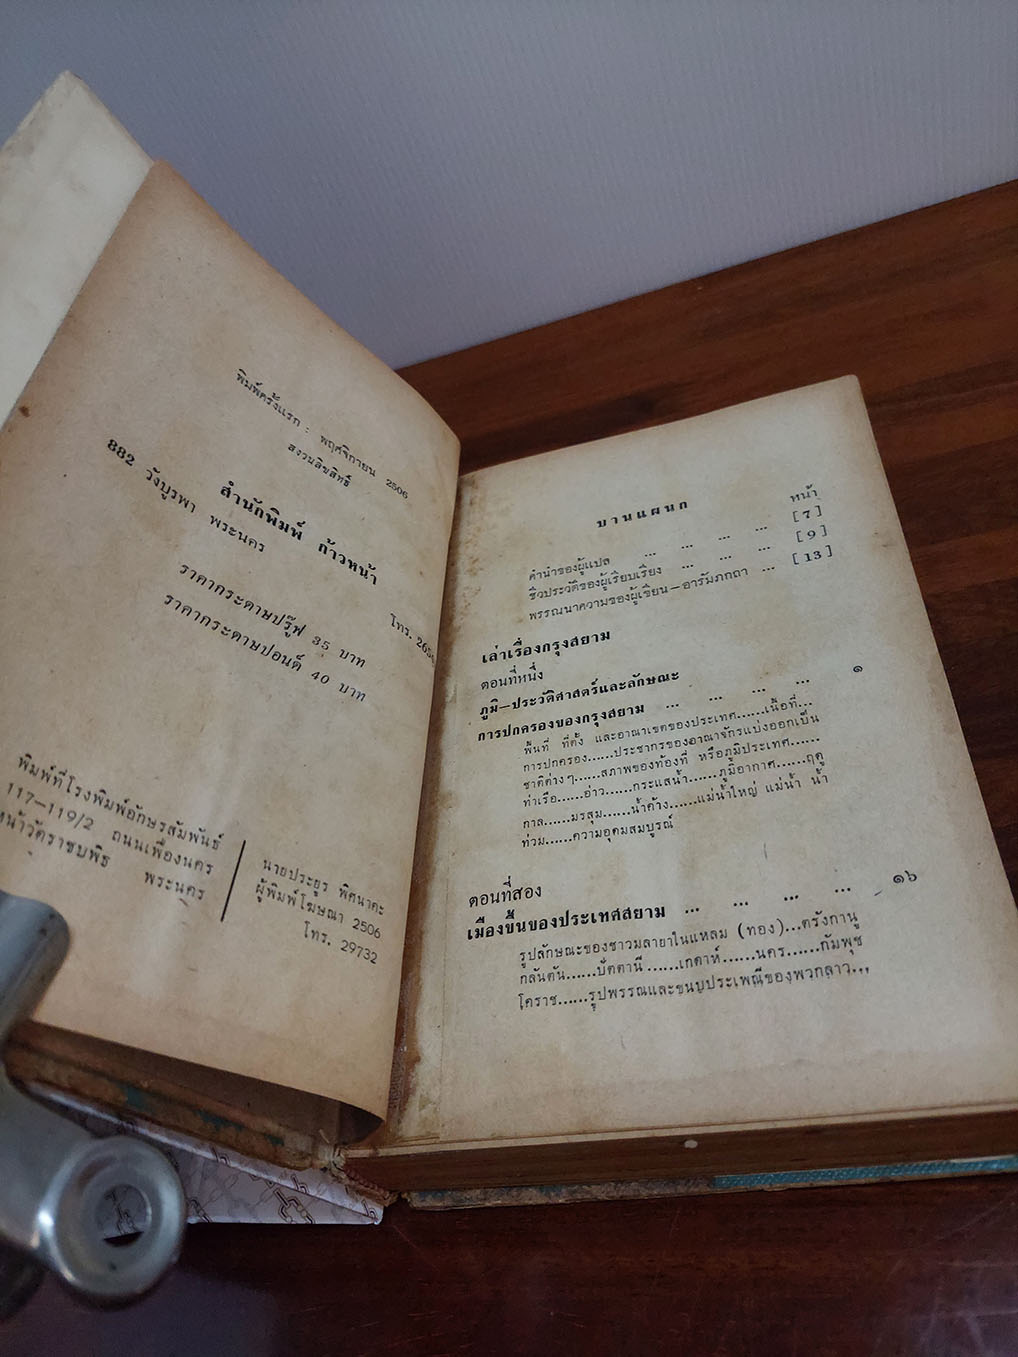 พิมพ์ครั้งแรก : พฤศจิกายน 2506
สงวนลิขสิทธิ์
สำนักพิมพ์ ก้าวหน้า
882 วังบูรพา พระนคร
โทร.
ราคากระดาษปรู๊ฟ 35 บาท
ราคากระดาษปอนด์ 40 บาท
พิมพ์ที่โรงพิมพ์อักษรสัมพันธ์
117—119/2 ถนนเฟื่องนคร
หน้าวัดราชบพิธ พระนคร
นายประยูร พิศนาคะ
ผู้พิมพ์โฆษณา 2506
โทร. 29732
บานแผนก
หน้า
คำนำของผู้แปล ... ... ... ... [7]
ชีวประวัติของผู้เรียบเรียง ... ... ... [9]
พรรณนาความของผู้เขียน—อารัมภกถา ... [13]
เล่าเรื่องกรุงสยาม
ตอนที่หนึ่ง
ภูมิ—ประวัติศาสตร์และลักษณะ
การปกครองของกรุงสยาม ... ... ... ... ๑
พื้นที่ ที่ตั้ง และอาณาเขตของประเทศ......เนื้อที่...
การปกครอง......ประชากรของอาณาจักรแบ่งออกเป็น
ชาติต่างๆ......สภาพของท้องที่ หรือภูมิประเทศ......
ท่าเรือ......อ่าว......กระแสน้ำ......ภูมิอากาศ......ฤดู
กาล......มรสุม......น้ำค้าง......แม่น้ำใหญ่ แม่น้ำ น้ำ
ท่วม......ความอุดมสมบูรณ์
ตอนที่สอง
เมืองขึ้นของประเทศสยาม ... ... ... ... ๑๖
รูปลักษณะของชาวมลายาในแหลม (ทอง)...ตรังกานู
กลันตัน......ปัตตานี......เกดาห์......นคร......กัมพุช
โคราช......รูปพรรณและขนบประเพณีของพวกลาว...